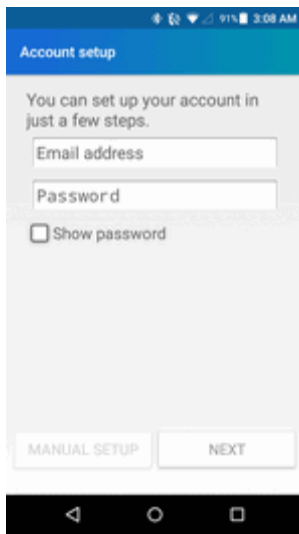 91% 3:08 AM
Account setup
You can set up your account in
just a few steps.
Email address
Password
Show password
MANUAL SETUP NEXT